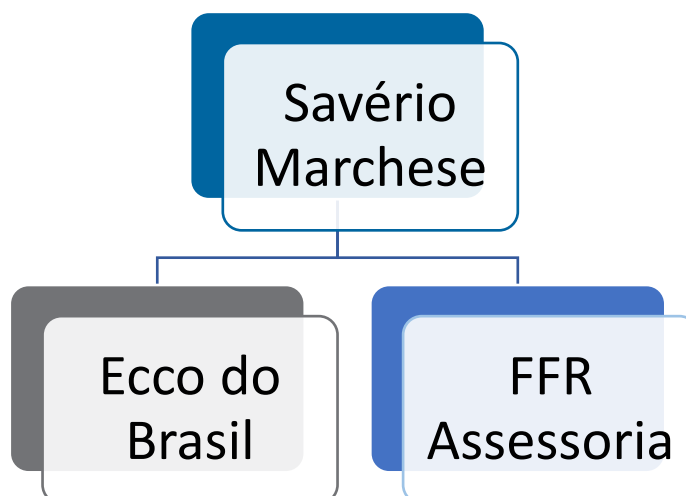 Savério
Marchese
Ecco do
Brasil
FFR
Assessoria